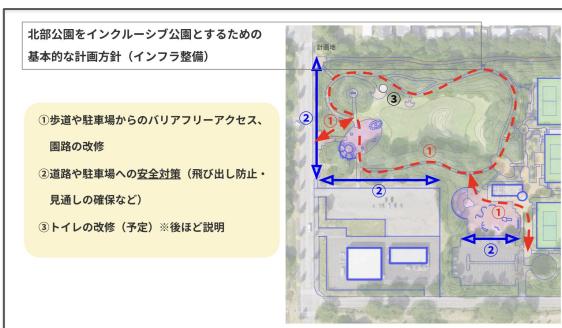 北部公園をインクルーシブ公園とするための
基本的な計画方針（インフラ整備）
計画地
①歩道や駐車場からのバリアフリーアクセス、
園路の改修
②道路や駐車場への安全対策（飛び出し防止・
見通しの確保など）
③トイレの改修（予定）※後ほど説明
③
②
①
①
②
①
②